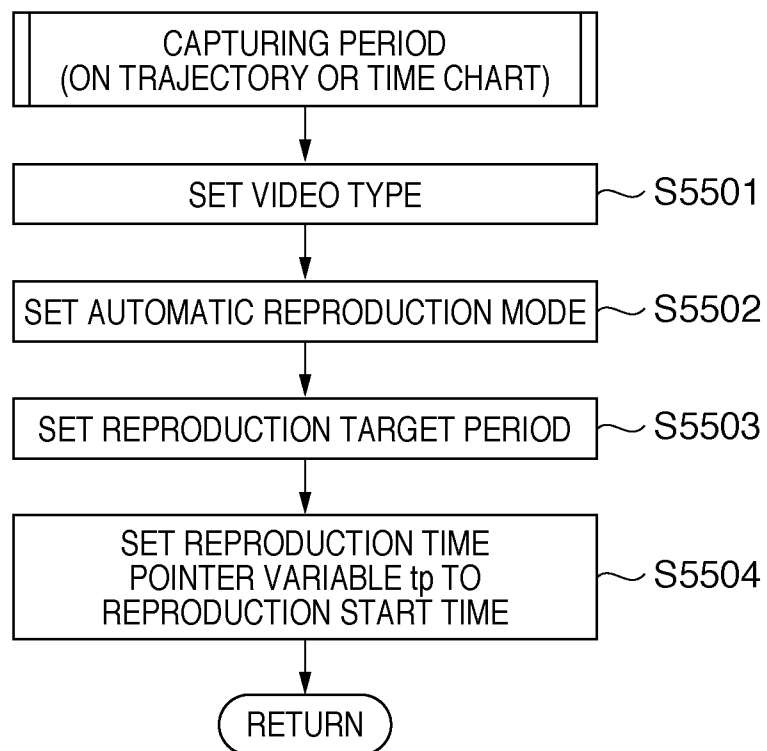 CAPTURING PERIOD
(ON TRAJECTORY OR TIME CHART)
SET VIDEO TYPE
S5501
SET AUTOMATIC REPRODUCTION MODE
S5502
SET REPRODUCTION TARGET PERIOD
S5503
SET REPRODUCTION TIME
POINTER VARIABLE tp TO
REPRODUCTION START TIME
S5504
RETURN